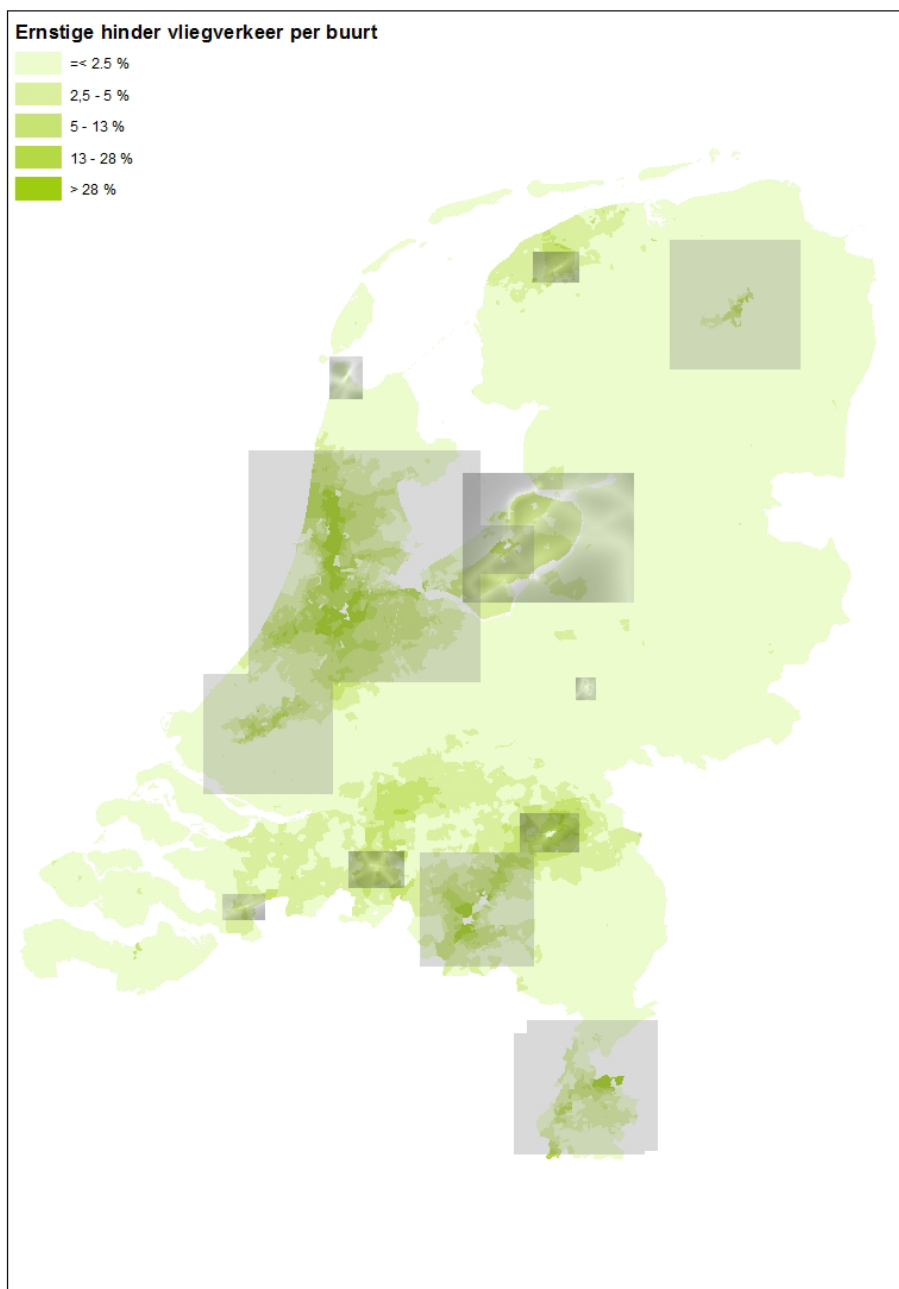 Ernstige hinder vliegverkeer per buurt
=< 2.5 %
2,5 - 5 %
5 - 13 %
13 - 28 %
> 28 %